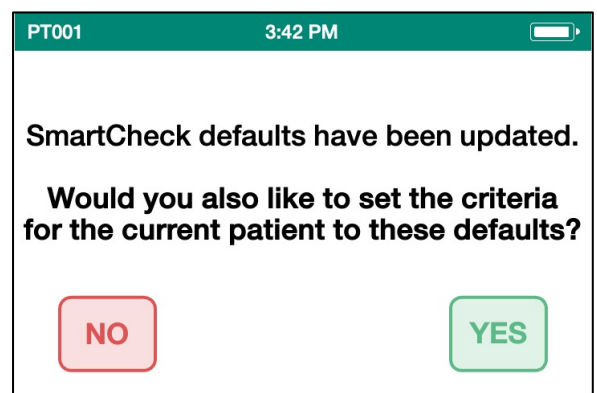 PT001 3:42 PM
SmartCheck defaults have been updated.
Would you also like to set the criteria
for the current patient to these defaults?
NO YES